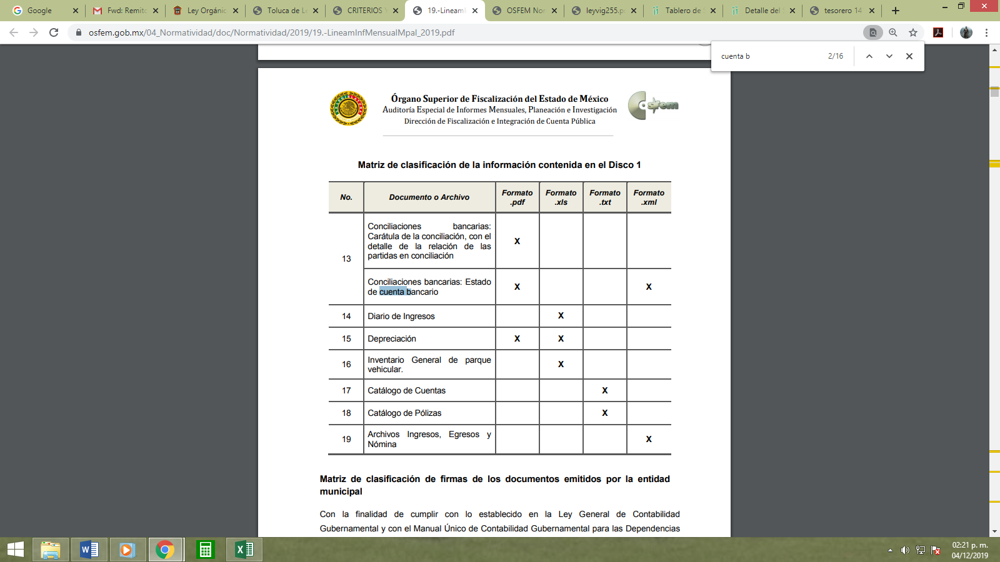 Google
Fwd: Remito
Ley Orgánic
Toluca de Le
CRITERIOS Y
19.-LineamI
OSFEM Nor
leyvig255.p
Tablero de
Detalle del S
tesorero 14
osfem.gob.mx/04_Normatividad/doc/Normatividad/2019/19.-LineamInfMensualMpal_2019.pdf
cuenta b 2/16
Órgano Superior de Fiscalización del Estado de México
Auditoría Especial de Informes Mensuales, Planeación e Investigación
Dirección de Fiscalización e Integración de Cuenta Pública
osfem
Matriz de clasificación de la información contenida en el Disco 1
No. Documento o Archivo Formato .pdf Formato .xls Formato .txt Formato .xml
13
Conciliaciones bancarias:
Carátula de la conciliación, con el
detalle de la relación de las
partidas en conciliación
X
Conciliaciones bancarias: Estado
de cuenta bancario
X X
14 Diario de Ingresos X
15 Depreciación X X
16 Inventario General de parque
vehicular.
X
17 Catálogo de Cuentas X
18 Catálogo de Pólizas X
19 Archivos Ingresos, Egresos y
Nómina
X
Matriz de clasificación de firmas de los documentos emitidos por la entidad
municipal
Con la finalidad de cumplir con lo establecido en la Ley General de Contabilidad
Gubernamental y con el Manual Único de Contabilidad Gubernamental para las Dependencias
02:21 p. m.
04/12/2019